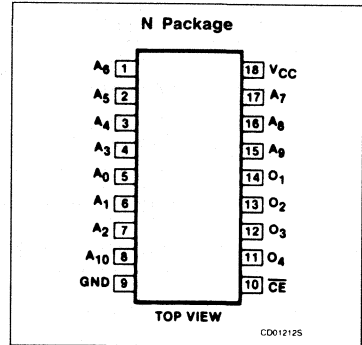 N Package
A6 1 18 VCC
A5 2 17 A7
A4 3 16 A8
A3 4 15 A9
A0 5 14 O1
A1 6 13 O2
A2 7 12 O3
A10 8 11 O4
GND 9 10 C̅E̅
TOP VIEW
CD01212S